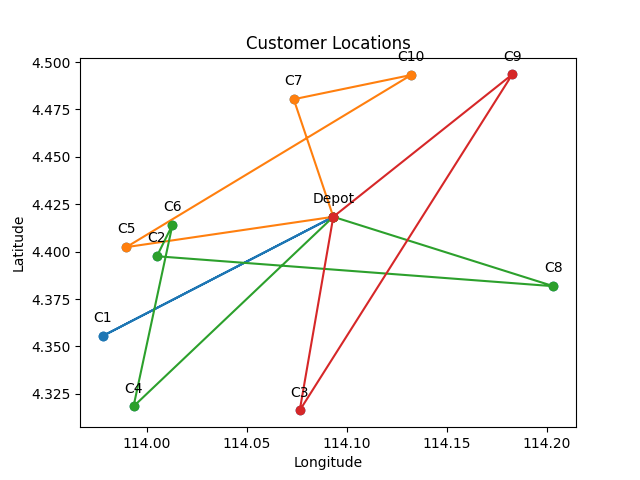 Customer Locations
4.500
4.475
4.450
4.425
4.400
4.375
4.350
4.325
Latitude
C10
C9
C7
Depot
C6
C5
C2
C8
C1
C4
C3
114.00
114.05
114.10
114.15
114.20
Longitude